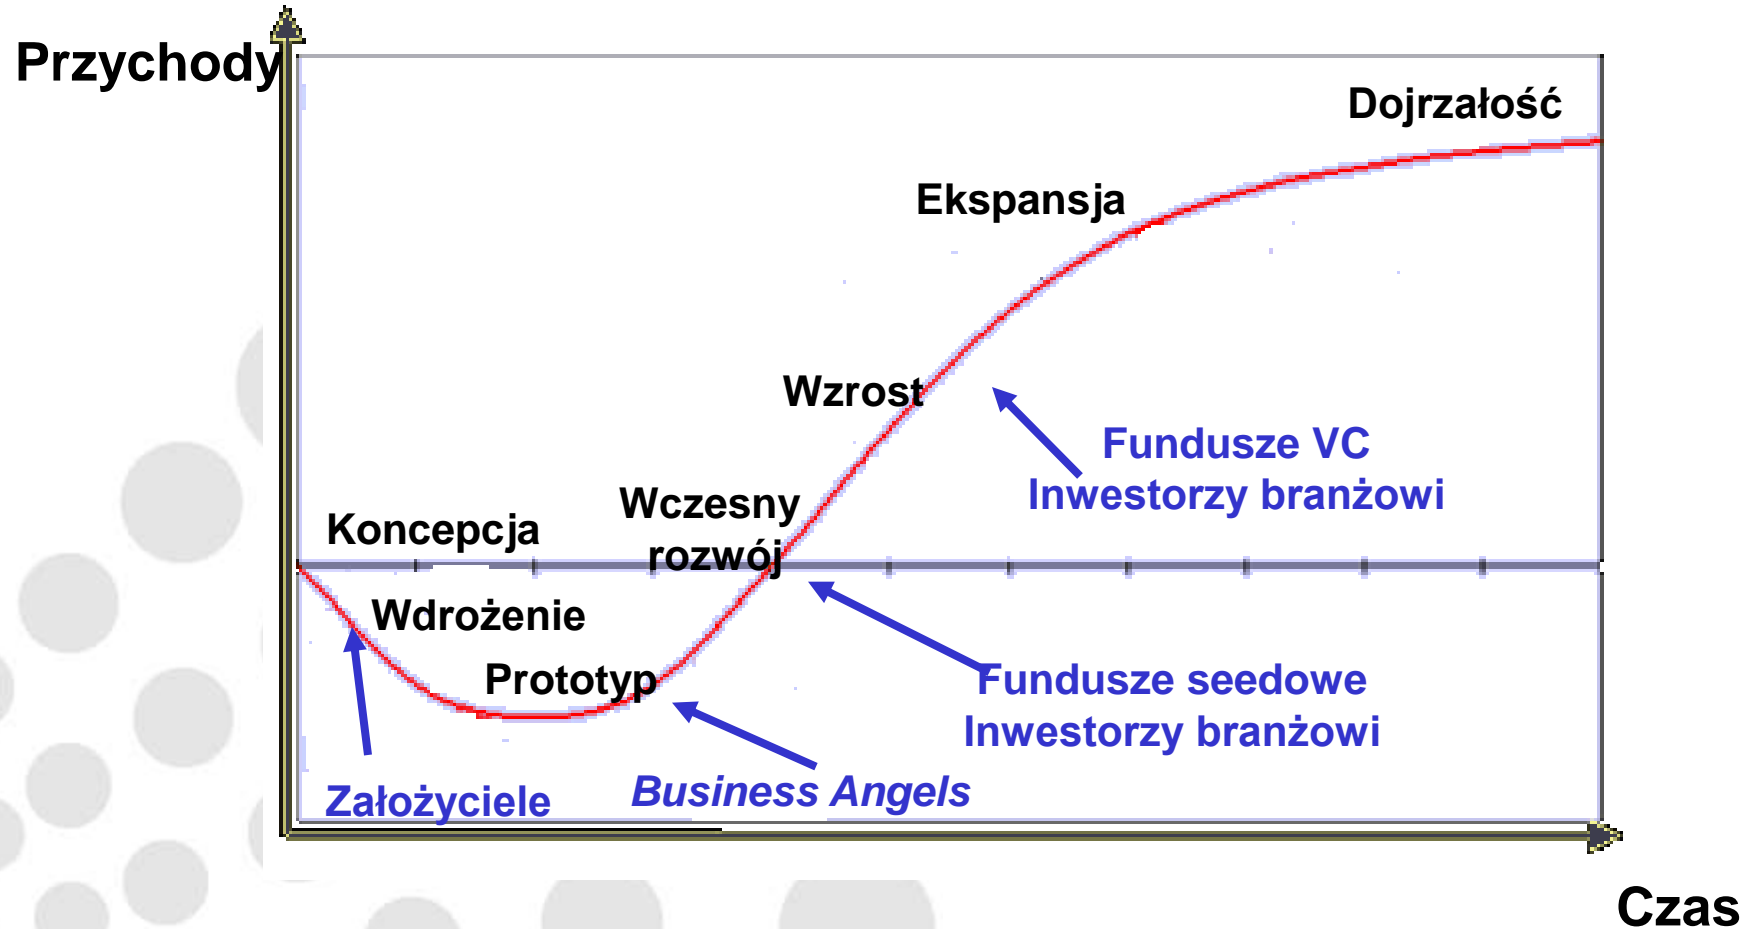 Przychody
Dojrzałość
Ekspansja
Wzrost
Fundusze VC
Inwestorzy branżowi
Wczesny
rozwój
Koncepcja
Wdrożenie
Prototyp
Fundusze seedowe
Inwestorzy branżowi
Business Angels
Założyciele
Czas